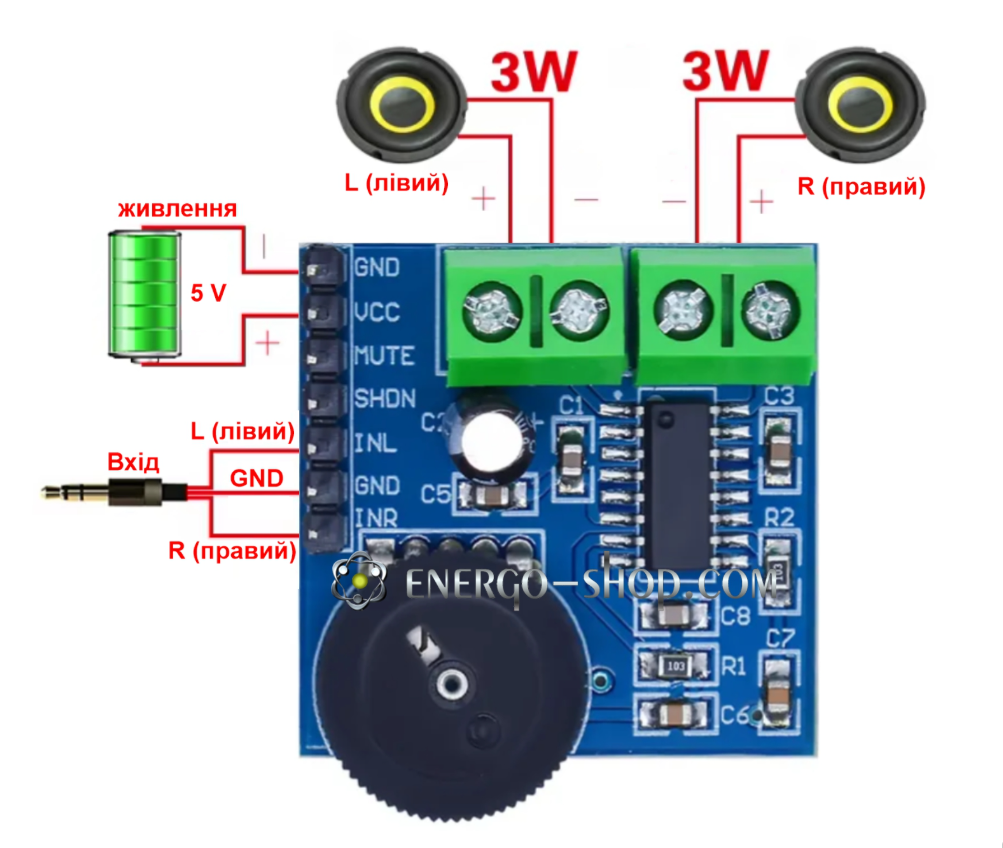 3W
3W
L (лівий)
R (правий)
+
−
−
+
живлення
−
5 V
+
GND
VCC
MUTE
SHDN
INL
GND
INR
L (лівий)
Вхід
GND
R (правий)
C1
C3
C2
+
C5
R2
103
ENERGO-SHOP.COM
C8
C7
R1
103
C6